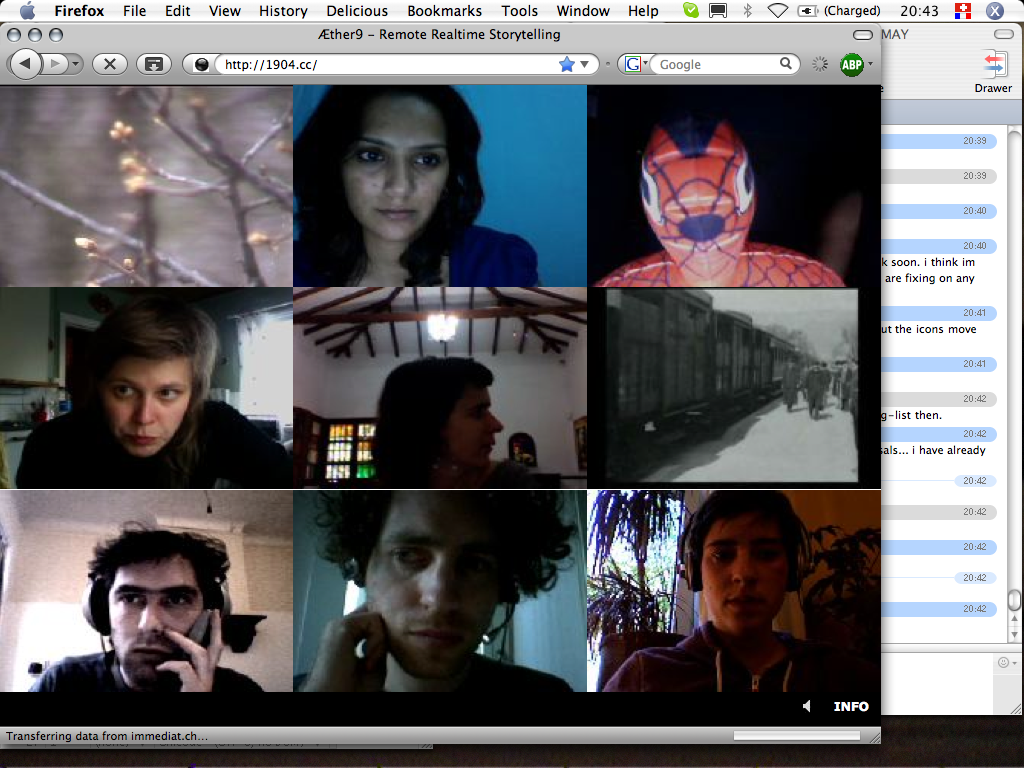 Firefox File Edit View History Delicious Bookmarks Tools Window Help (Charged) 20:43
Æther9 – Remote Realtime Storytelling
MAY
http://1904.cc/
G Google
ABP
Drawer
20:39
20:39
20:40
20:40
k soon. i think im
are fixing on any
20:41
ut the icons move
20:41
20:42
g-list then.
20:42
sals... i have already
20:42
20:42
20:42
20:42
20:42
INFO
Transferring data from immediat.ch...